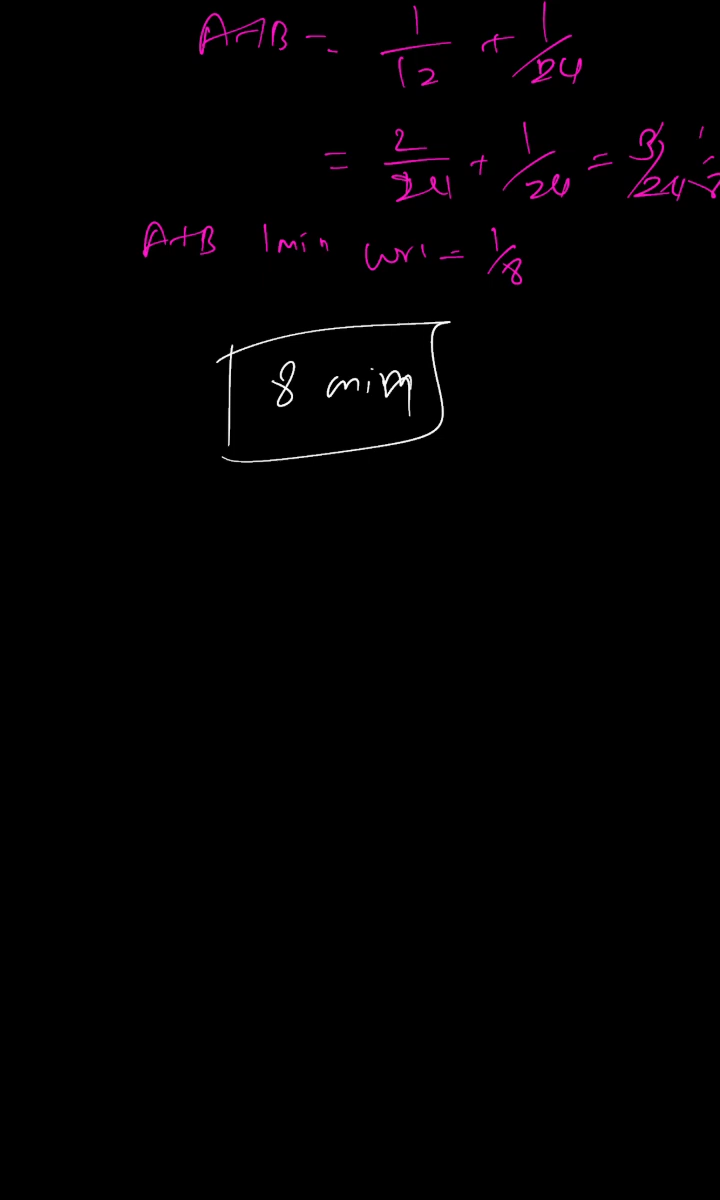 A+B = 1/12 + 1/24
= 2/24 + 1/24 = 3/24
A+B 1min wrk = 1/8
8 min